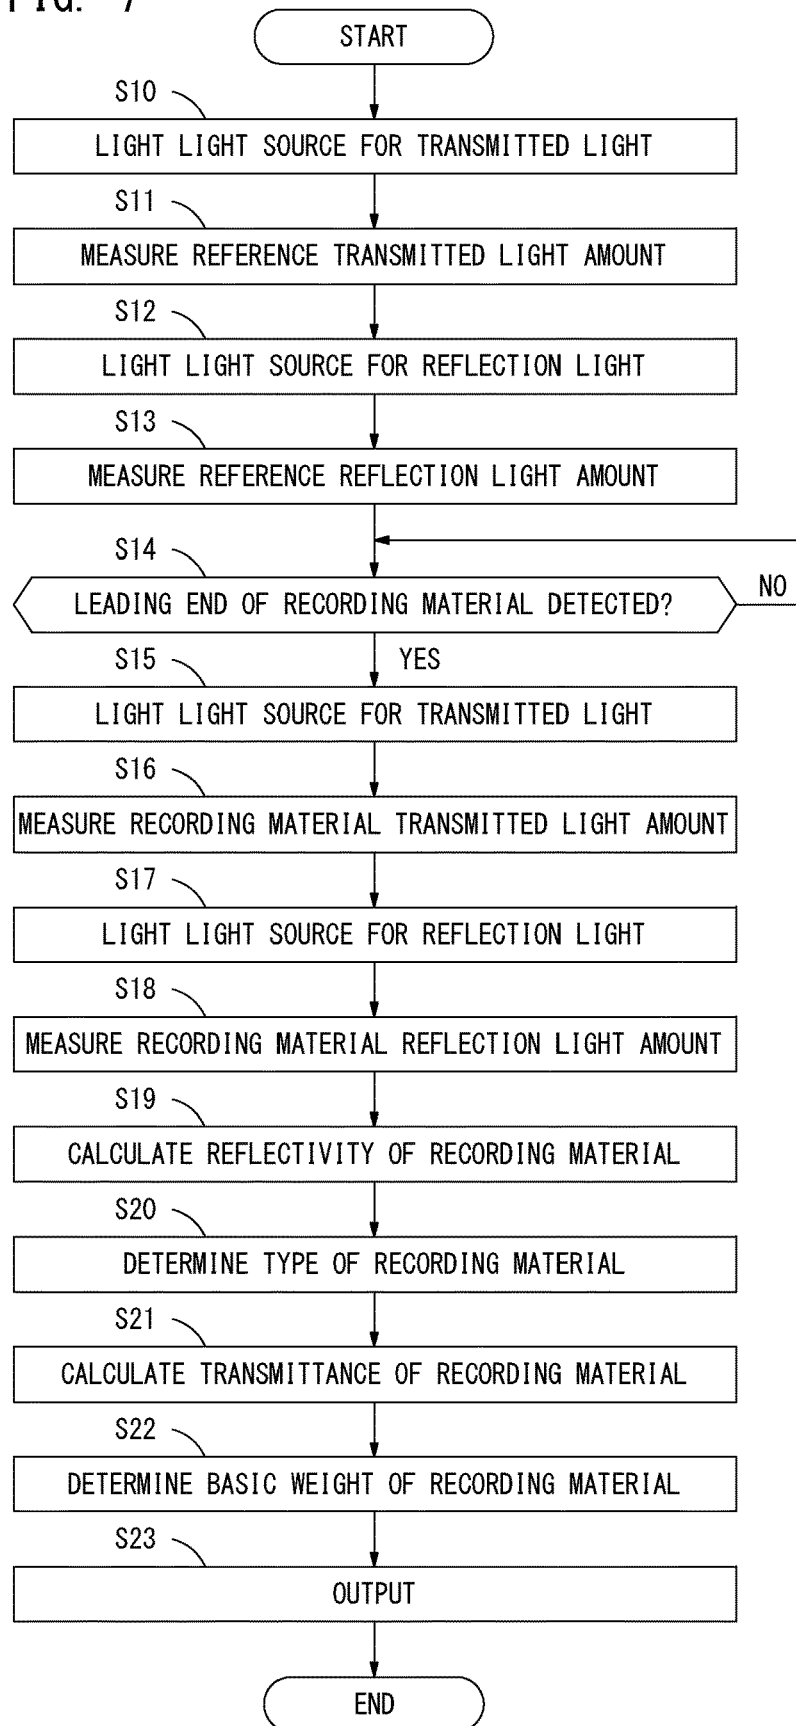 FIG. 7
START
S10
LIGHT LIGHT SOURCE FOR TRANSMITTED LIGHT
S11
MEASURE REFERENCE TRANSMITTED LIGHT AMOUNT
S12
LIGHT LIGHT SOURCE FOR REFLECTION LIGHT
S13
MEASURE REFERENCE REFLECTION LIGHT AMOUNT
S14
LEADING END OF RECORDING MATERIAL DETECTED?
NO
YES
S15
LIGHT LIGHT SOURCE FOR TRANSMITTED LIGHT
S16
MEASURE RECORDING MATERIAL TRANSMITTED LIGHT AMOUNT
S17
LIGHT LIGHT SOURCE FOR REFLECTION LIGHT
S18
MEASURE RECORDING MATERIAL REFLECTION LIGHT AMOUNT
S19
CALCULATE REFLECTIVITY OF RECORDING MATERIAL
S20
DETERMINE TYPE OF RECORDING MATERIAL
S21
CALCULATE TRANSMITTANCE OF RECORDING MATERIAL
S22
DETERMINE BASIC WEIGHT OF RECORDING MATERIAL
S23
OUTPUT
END